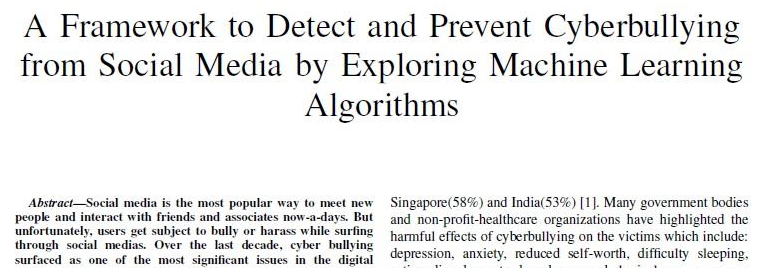 A Framework to Detect and Prevent Cyberbullying
from Social Media by Exploring Machine Learning
Algorithms
Abstract—Social media is the most popular way to meet new
people and interact with friends and associates now-a-days. But
unfortunately, users get subject to bully or harass while surfing
through social medias. Over the last decade, cyber bullying
surfaced as one of the most significant issues in the digital
Singapore(58%) and India(53%) [1]. Many government bodies
and non-profit-healthcare organizations have highlighted the
harmful effects of cyberbullying on the victims which include:
depression, anxiety, reduced self-worth, difficulty sleeping,